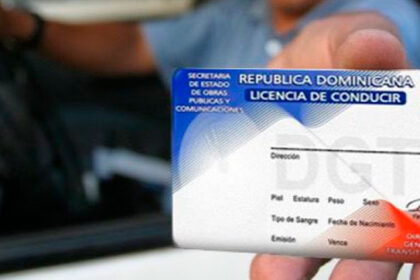 SECRETARIA
DE ESTADO
DE OBRAS
PUBLICAS Y
COMUNICACIONES
REPUBLICA DOMINICANA
LICENCIA DE CONDUCIR
DGT
Dirección
Piel Estatura Peso Sexo
Tipo de Sangre Fecha de Nacimiento
Emisión Vence